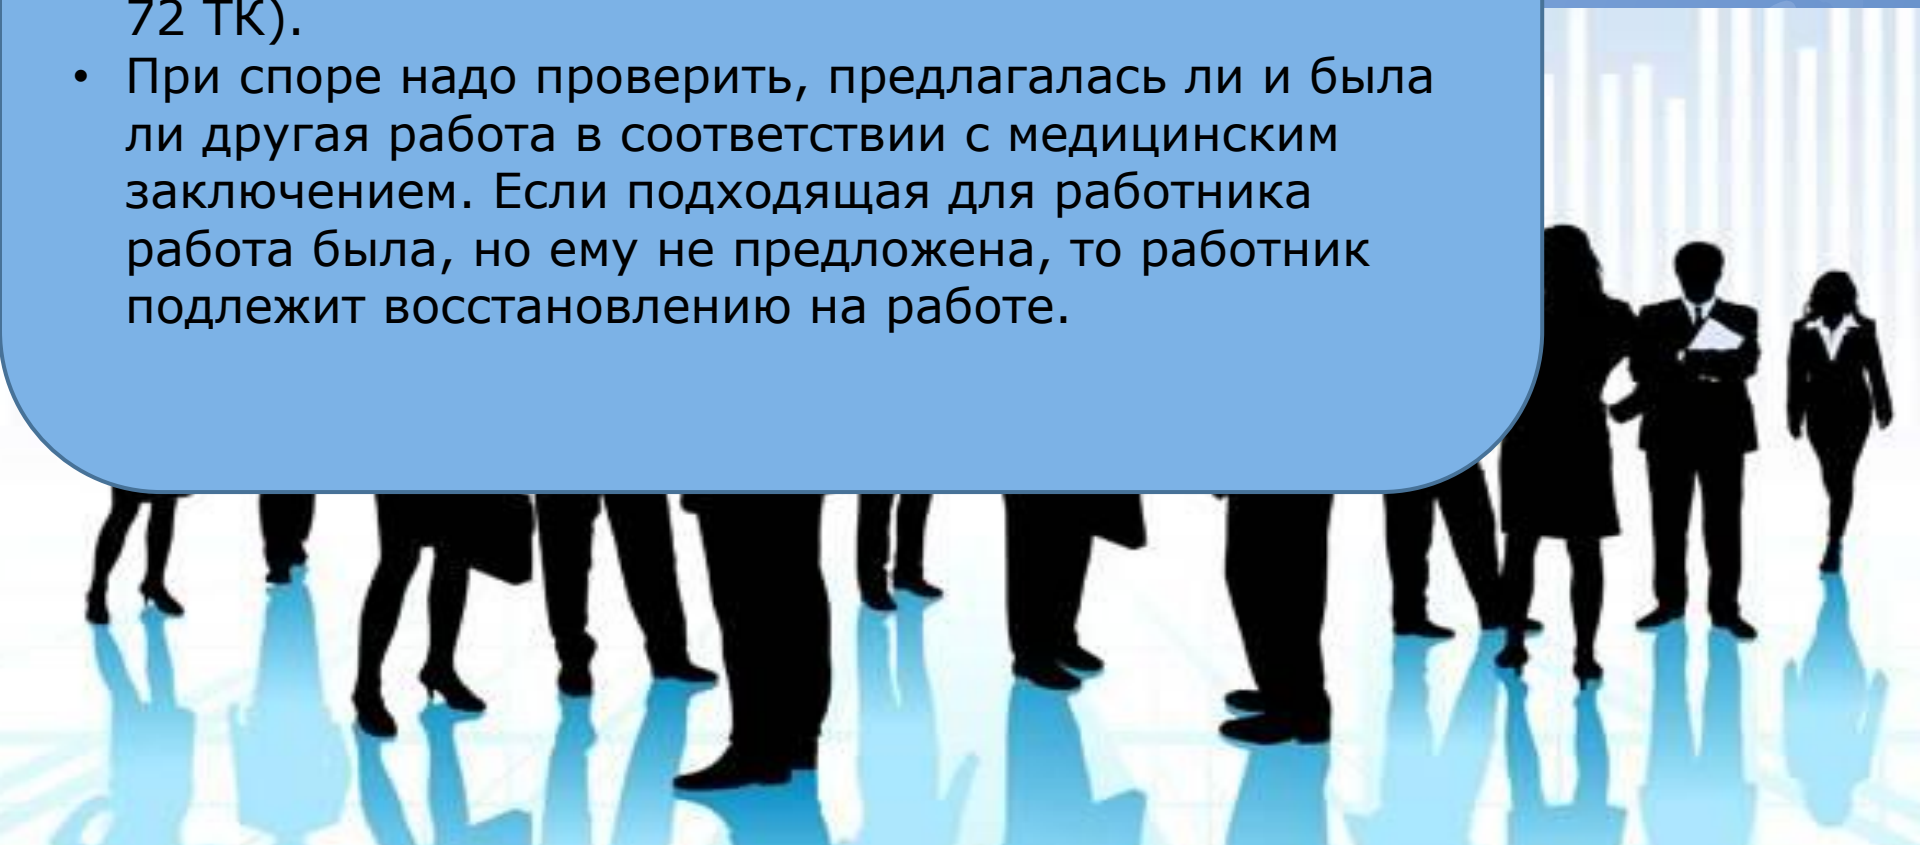 72 ТК).
• При споре надо проверить, предлагалась ли и была
ли другая работа в соответствии с медицинским
заключением. Если подходящая для работника
работа была, но ему не предложена, то работник
подлежит восстановлению на работе.